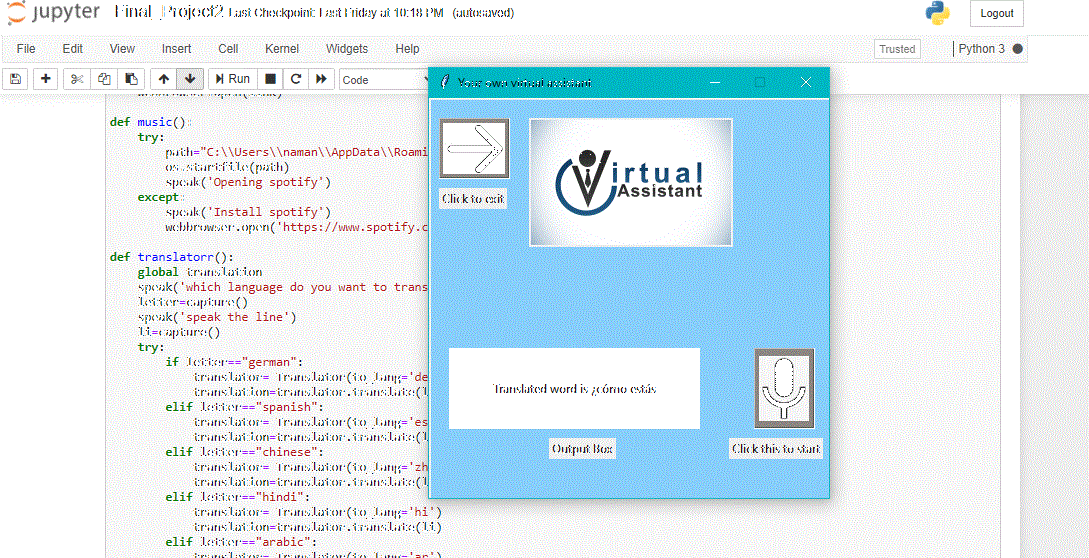 jupyter Final_Project2 Last Checkpoint: Last Friday at 10:18 PM (autosaved)
Logout
File Edit View Insert Cell Kernel Widgets Help
Trusted
Python 3
Run
Code
def music():
try:
path="C:\\Users\\naman\\AppData\\Roami
os.startfile(path)
speak('Opening spotify')
except:
speak('Install spotify')
webbrowser.open('https://www.spotify.c
def translatorr():
global translation
speak('which language do you want to trans
letter=capture()
speak('speak the line')
li=capture()
try:
if letter=="german":
translator= Translator(to_lang='de
translation=translator.translate(l
elif letter=="spanish":
translator= Translator(to_lang='es
translation=translator.translate(l
elif letter=="chinese":
translator= Translator(to_lang='zh
translation=translator.translate(l
elif letter=="hindi":
translator= Translator(to_lang='hi')
translation=translator.translate(li)
elif letter=="arabic":
translator= Translator(to_lang='ar')
Your own virtual assistant
Click to exit
Virtual
Assistant
Translated word is ¿cómo estás
Output Box
Click this to start